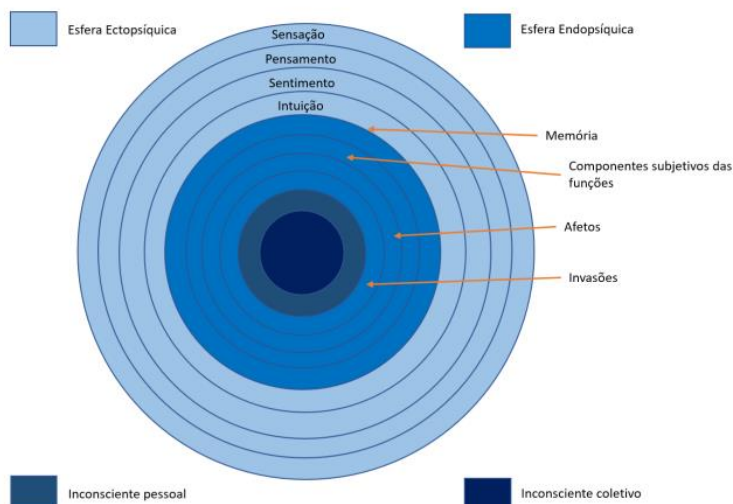 Esfera Ectopsíquica
Esfera Endopsíquica
Sensação
Pensamento
Sentimento
Intuição
Memória
Componentes subjetivos das
funções
Afetos
Invasões
Inconsciente pessoal
Inconsciente coletivo